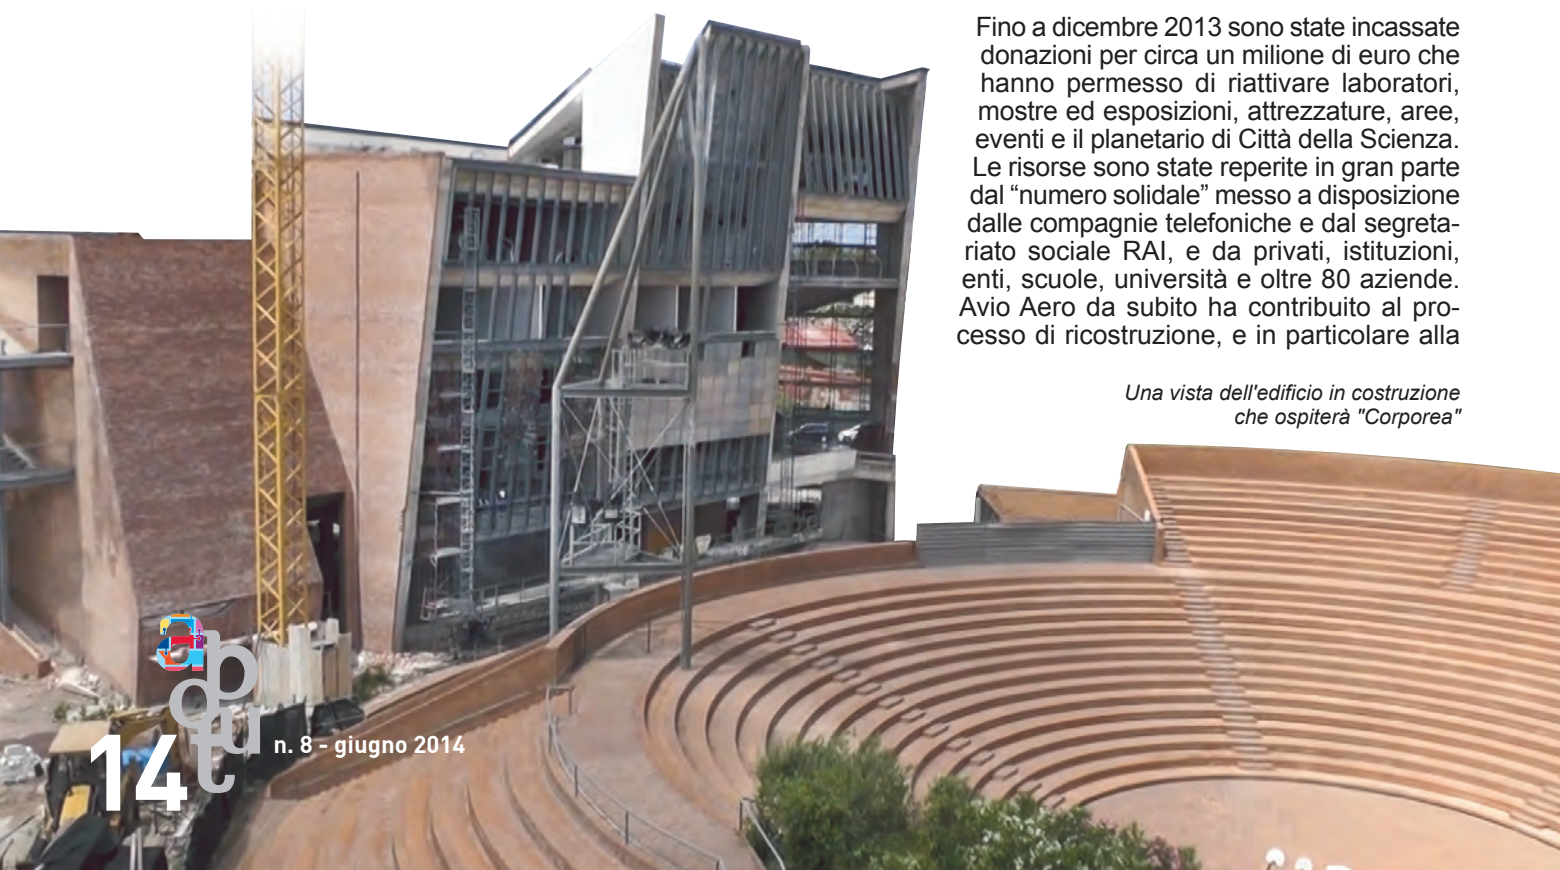 Fino a dicembre 2013 sono state incassate
donazioni per circa un milione di euro che
hanno permesso di riattivare laboratori,
mostre ed esposizioni, attrezzature, aree,
eventi e il planetario di Città della Scienza.
Le risorse sono state reperite in gran parte
dal “numero solidale” messo a disposizione
dalle compagnie telefoniche e dal segreta-
riato sociale RAI, e da privati, istituzioni,
enti, scuole, università e oltre 80 aziende.
Avio Aero da subito ha contribuito al pro-
cesso di ricostruzione, e in particolare alla
Una vista dell'edificio in costruzione
che ospiterà "Corporea"
about
14
n. 8 - giugno 2014